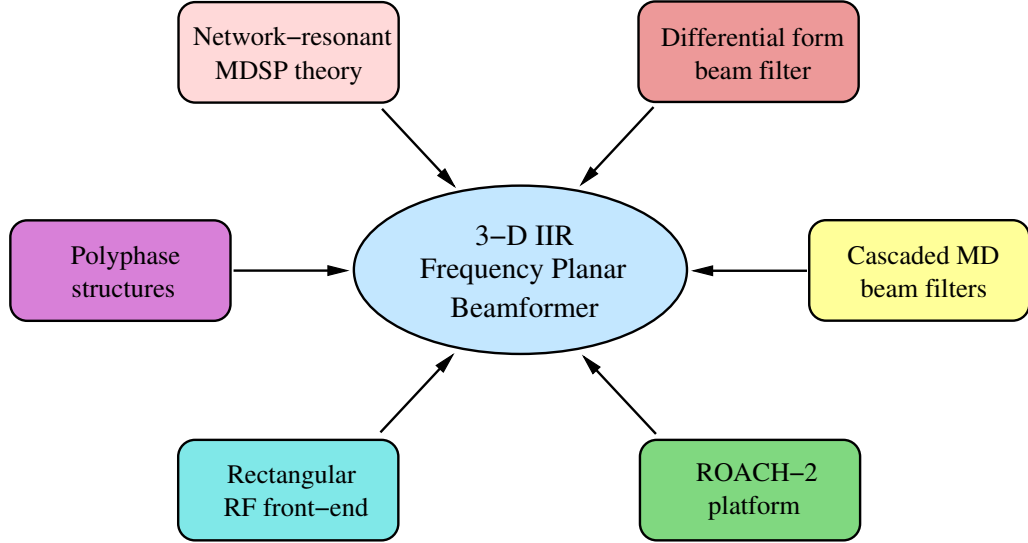 Network−resonant
MDSP theory
Differential form
beam filter
Polyphase
structures
3−D IIR
Frequency Planar
Beamformer
Cascaded MD
beam filters
Rectangular
RF front−end
ROACH−2
platform